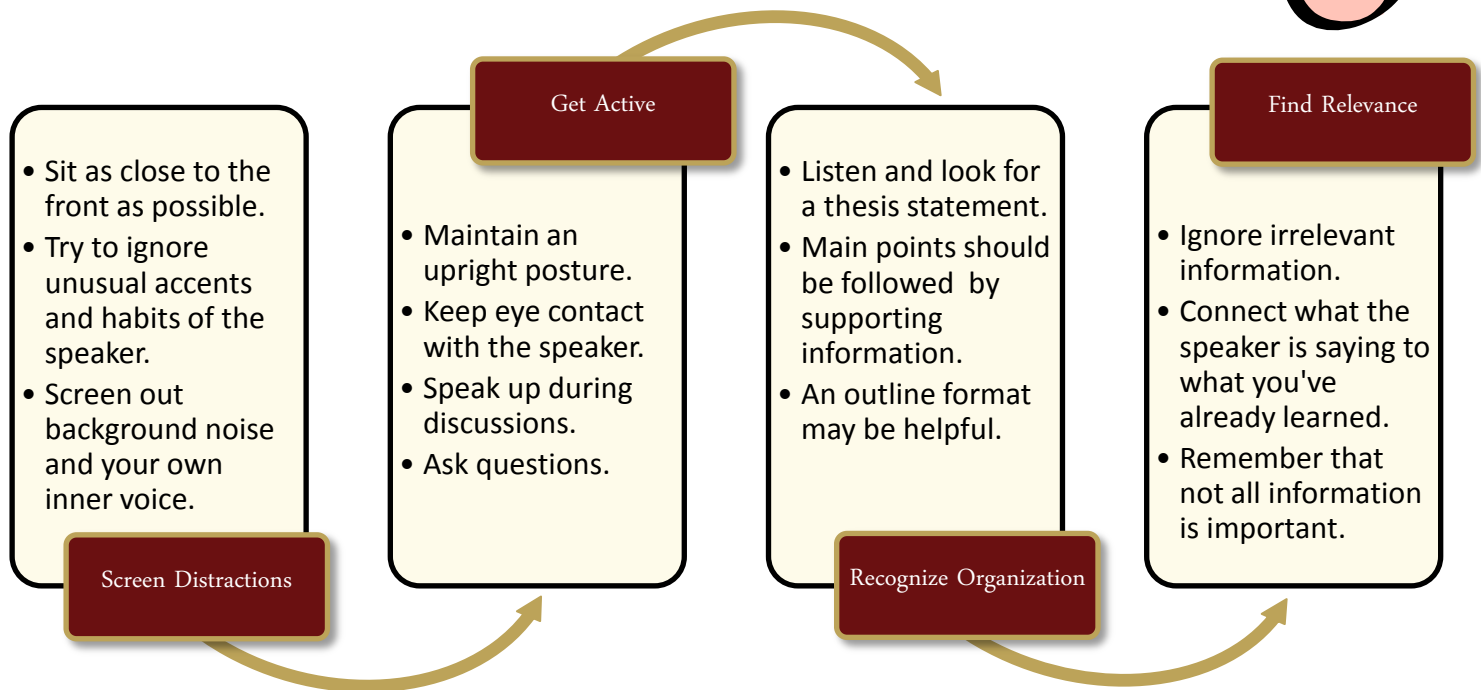 • Sit as close to the
front as possible.
• Try to ignore
unusual accents
and habits of the
speaker.
• Screen out
background noise
and your own
inner voice.
Screen Distractions
Get Active
• Maintain an
upright posture.
• Keep eye contact
with the speaker.
• Speak up during
discussions.
• Ask questions.
• Listen and look for
a thesis statement.
• Main points should
be followed by
supporting
information.
• An outline format
may be helpful.
Recognize Organization
Find Relevance
• Ignore irrelevant
information.
• Connect what the
speaker is saying to
what you've
already learned.
• Remember that
not all information
is important.